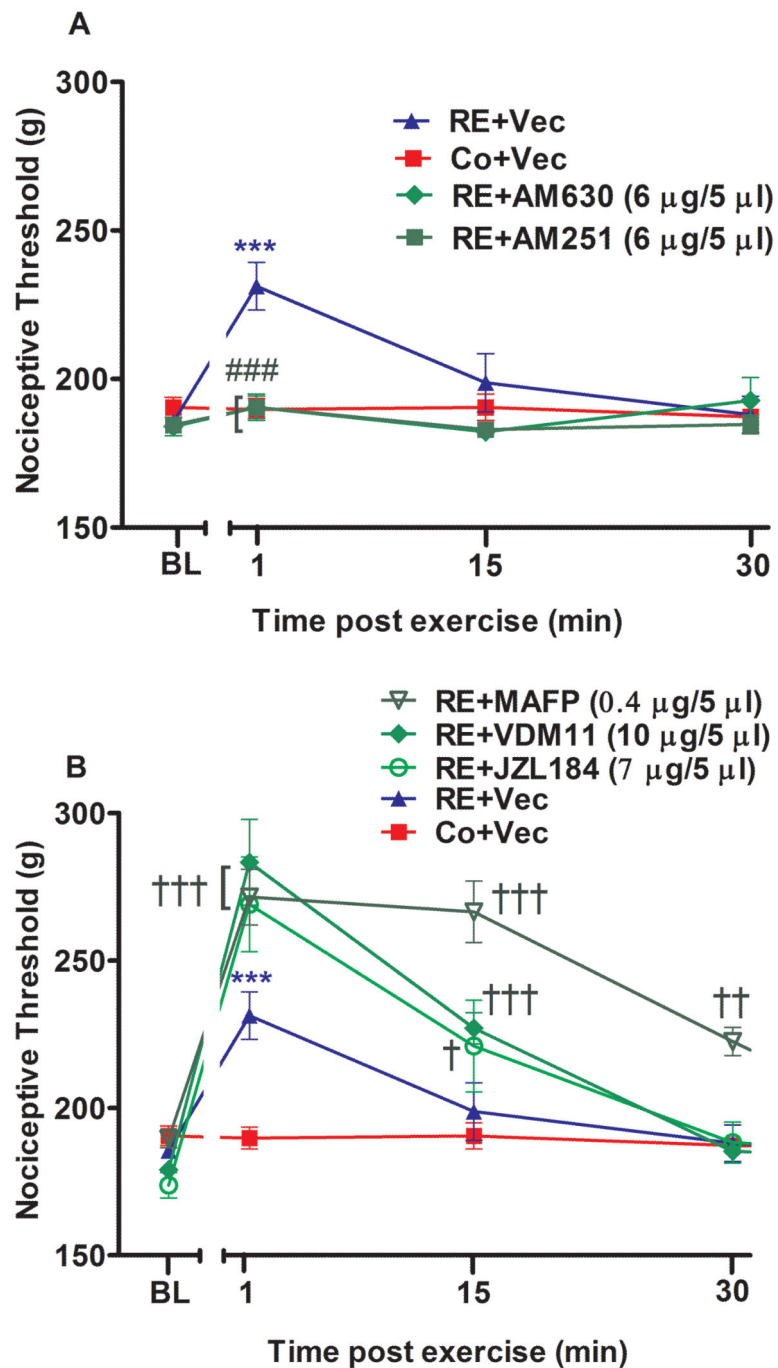 A
300
250
200
150
Nociceptive Threshold (g)
RE+Vec
Co+Vec
RE+AM630 (6 μg/5 μl)
RE+AM251 (6 μg/5 μl)
***
###
BL 1 15 30
Time post exercise (min)
RE+MAFP (0.4 μg/5 μl)
RE+VDM11 (10 μg/5 μl)
RE+JZL184 (7 μg/5 μl)
RE+Vec
Co+Vec
B
300
250
200
150
Nociceptive Threshold (g)
†††
***
†††
†††
†
††
BL 1 15 30
Time post exercise (min)